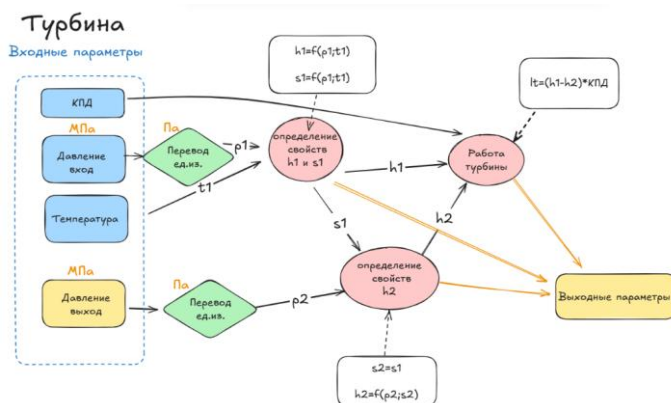 Турбина
Входные параметры
h1=f(p1;t1)
s1=f(p1;t1)
lt=(h1-h2)*КПД
КПД
МПа
Па
Давление
вход
Перевод
ед.из.
p1
определение
свойств
h1 и s1
h1
Работа
турбины
t1
Температура
s1
h2
МПа
Па
Давление
выход
Перевод
ед.из.
p2
определение
свойств
h2
Выходные параметры
s2=s1
h2=f(p2;s2)